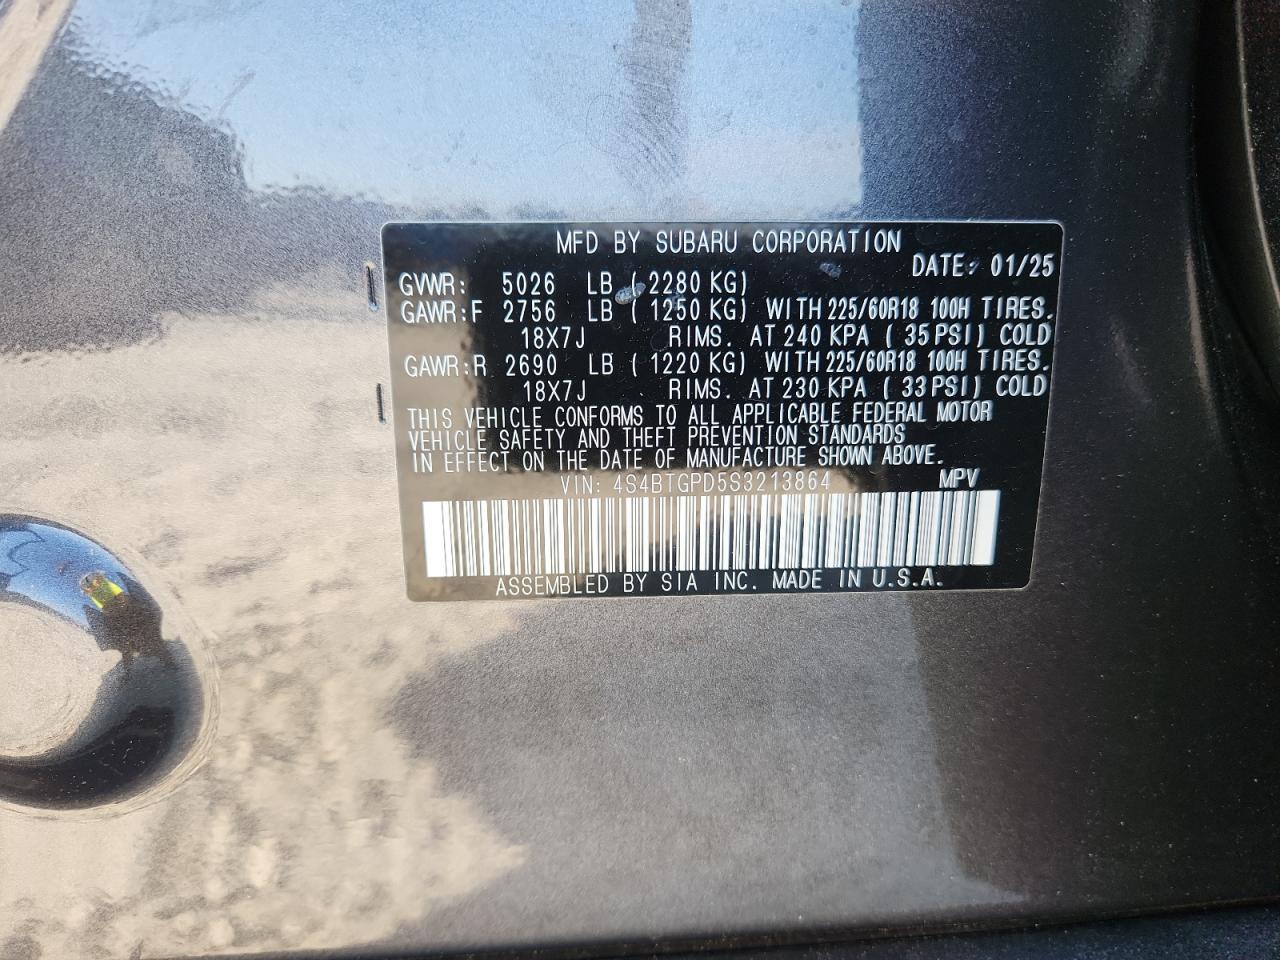 MFD BY SUBARU CORPORATION
DATE: 01/25
GVWR: 5026 LB ( 2280 KG)
GAWR:F 2756 LB ( 1250 KG) WITH 225/60R18 100H TIRES.
18X7J RIMS. AT 240 KPA ( 35 PSI) COLD
GAWR:R 2690 LB ( 1220 KG) WITH 225/60R18 100H TIRES.
18X7J RIMS. AT 230 KPA ( 33 PSI) COLD
THIS VEHICLE CONFORMS TO ALL APPLICABLE FEDERAL MOTOR
VEHICLE SAFETY AND THEFT PREVENTION STANDARDS
IN EFFECT ON THE DATE OF MANUFACTURE SHOWN ABOVE.
VIN: 4S4BTGPD5S3213864 MPV
ASSEMBLED BY SIA INC. MADE IN U.S.A.